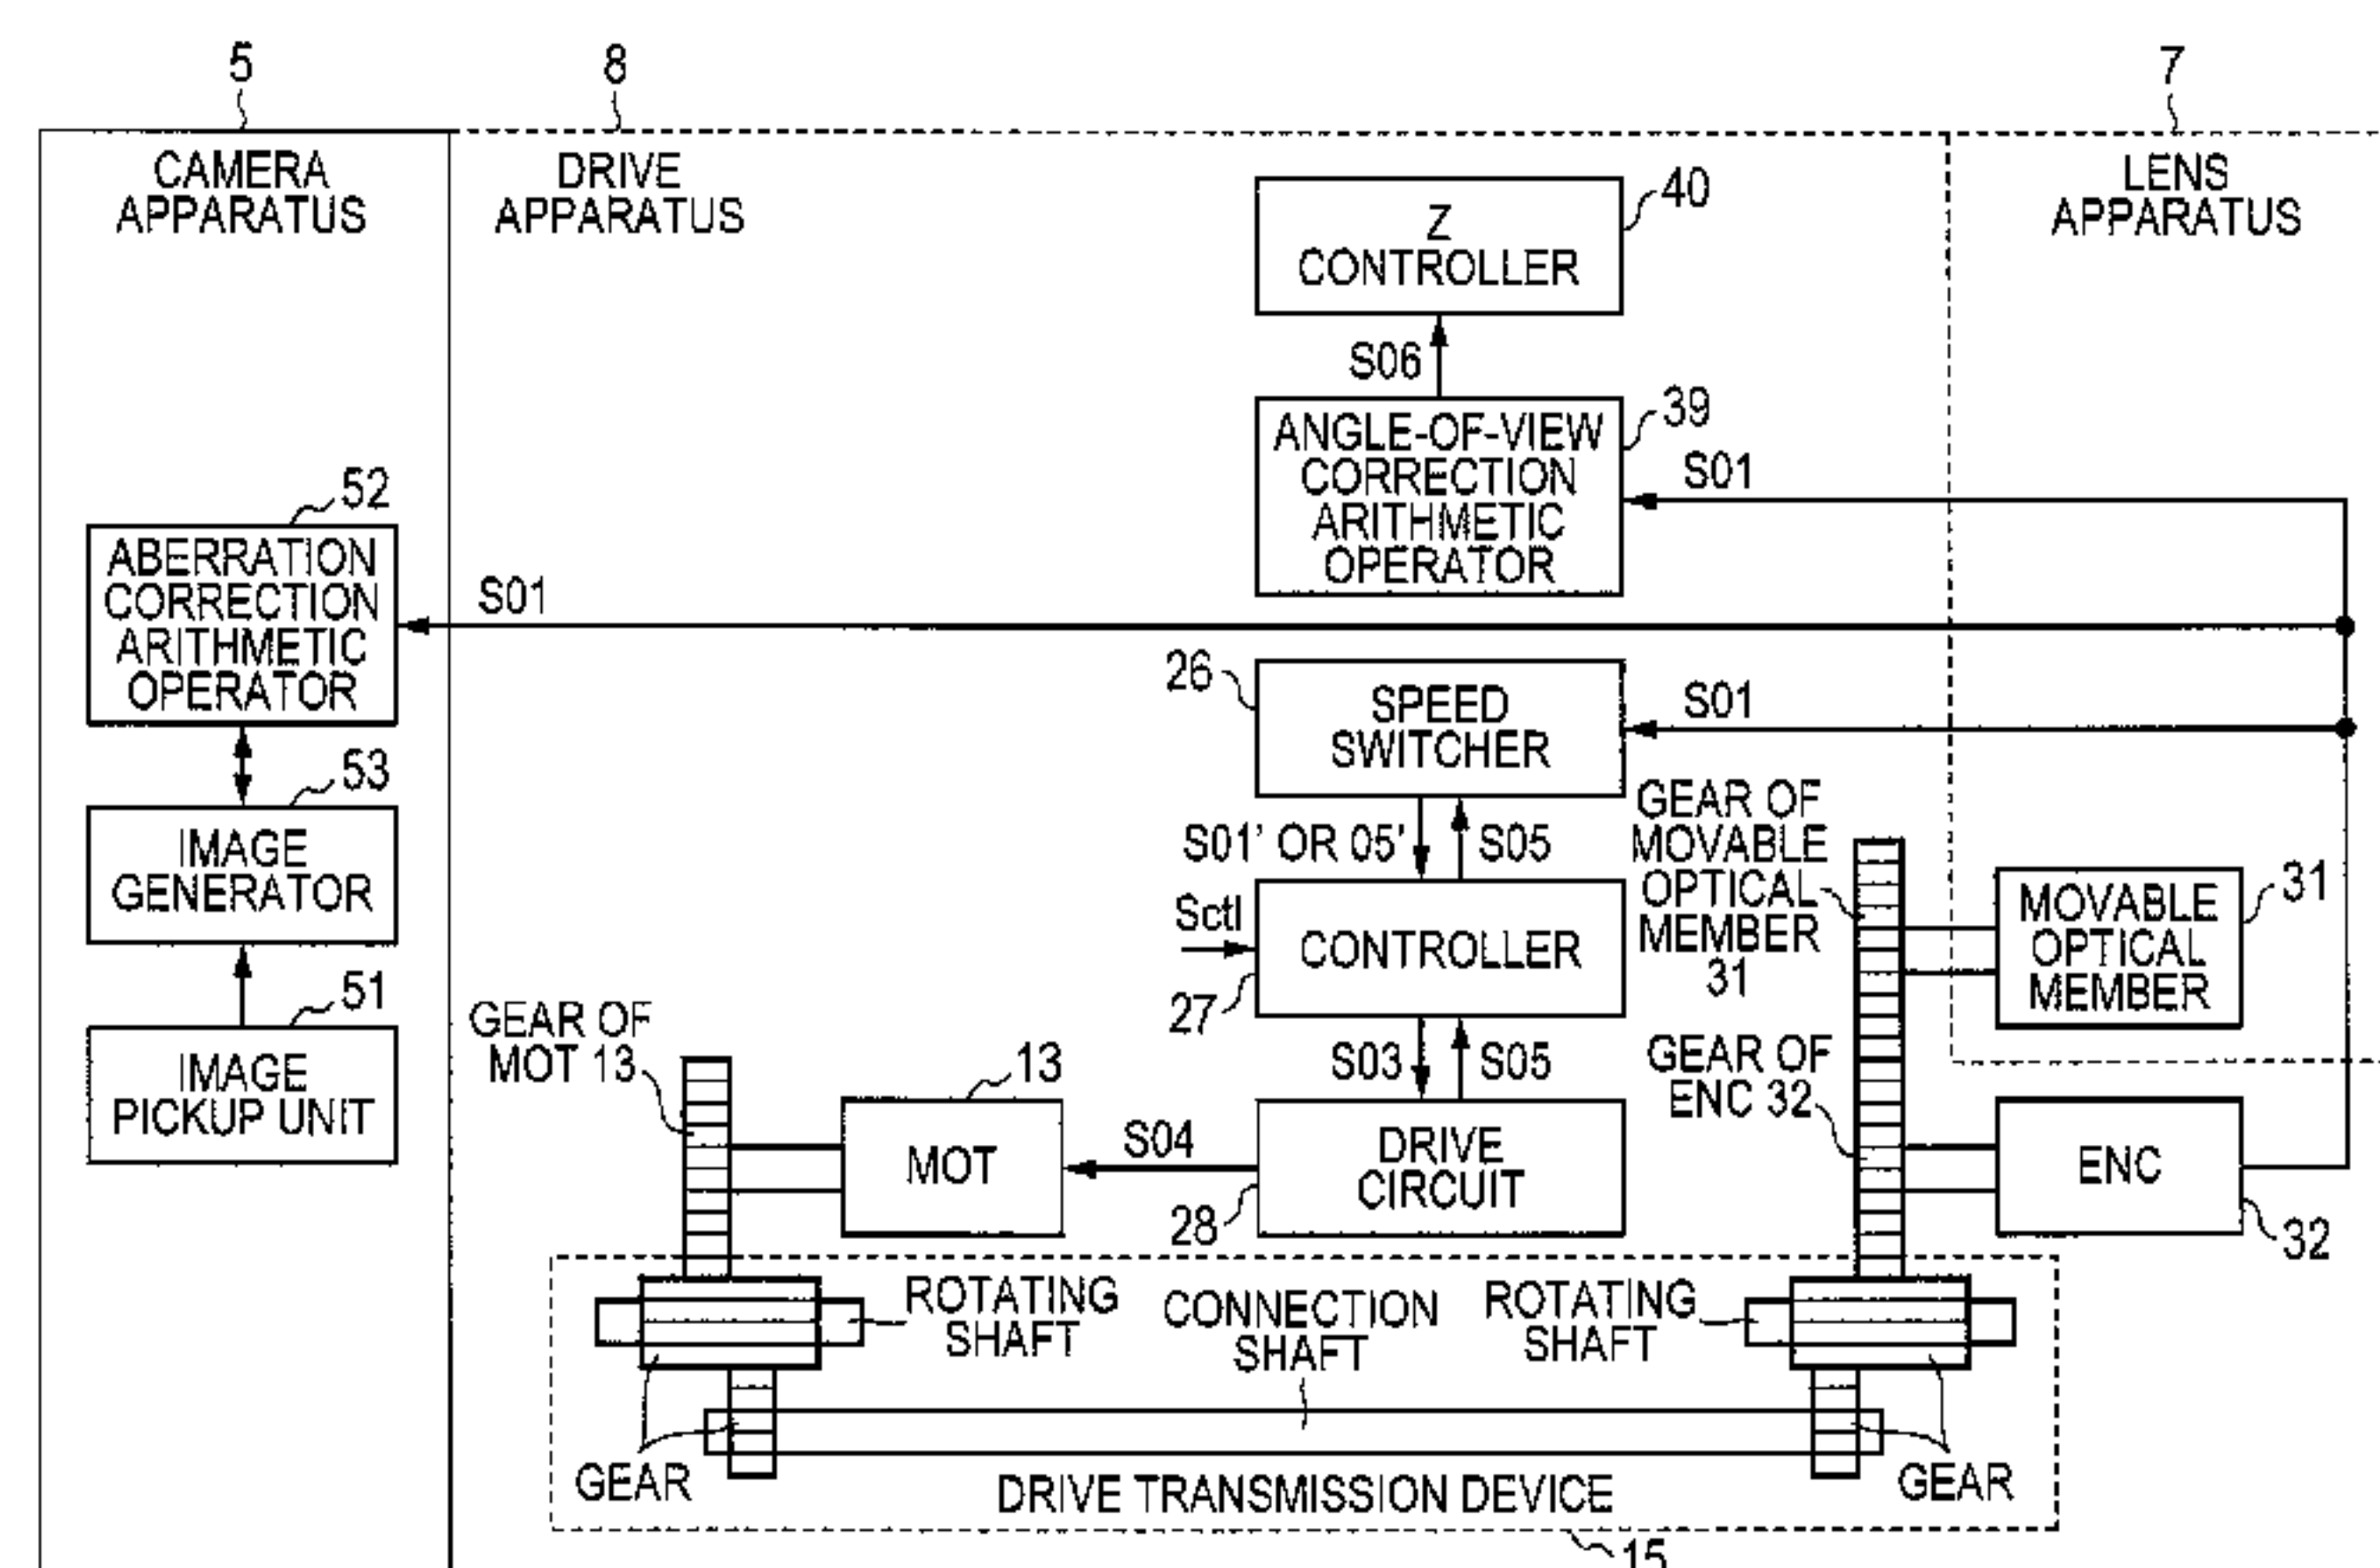 5
8
7
CAMERA
APPARATUS
DRIVE
APPARATUS
LENS
APPARATUS
Z
CONTROLLER
40
S06
ANGLE-OF-VIEW
CORRECTION
ARITHMETIC
OPERATOR
39
S01
52
ABERRATION
CORRECTION
ARITHMETIC
OPERATOR
S01
26
SPEED
SWITCHER
S01
53
IMAGE
GENERATOR
S01' OR 05'
S05
GEAR OF
MOVABLE
OPTICAL
MEMBER
31
Sctl
CONTROLLER
27
MOVABLE
OPTICAL
MEMBER
31
51
IMAGE
PICKUP UNIT
GEAR OF
MOT 13
13
MOT
S03
S05
S04
DRIVE
CIRCUIT
28
GEAR OF
ENC 32
ENC
32
ROTATING
SHAFT
CONNECTION
SHAFT
ROTATING
SHAFT
GEAR
DRIVE TRANSMISSION DEVICE
GEAR
15